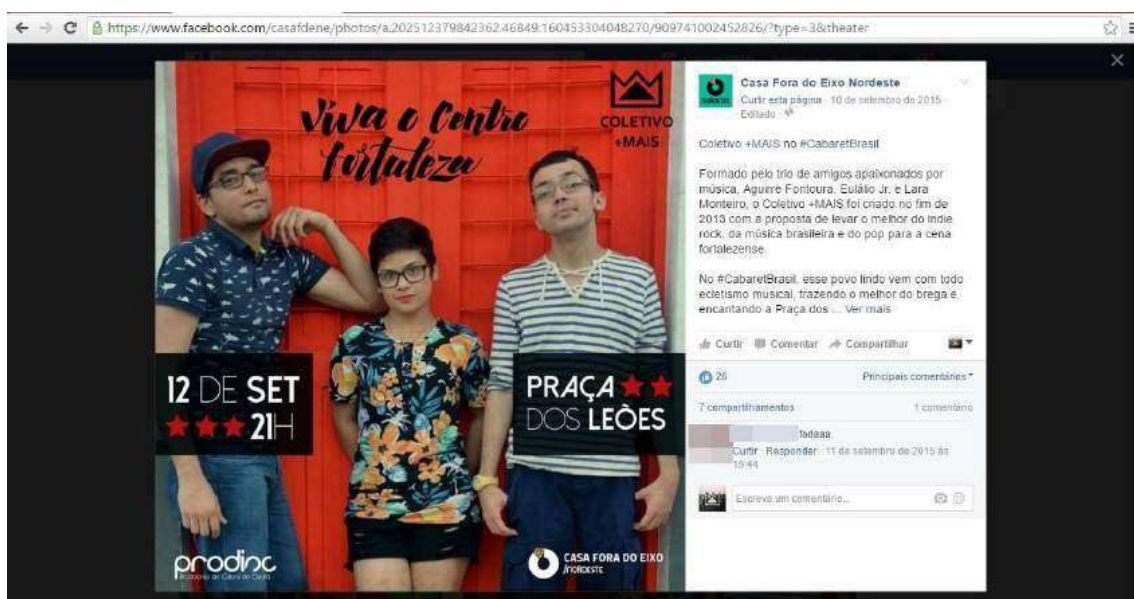 https://www.facebook.com/casafdene/photos/a.202512379842362.46849.160453304048270/909741002452826/?type=3&theater
Viva o Centro
Fortaleza
COLETIVO
+MAIS
12 DE SET
21H
PRAÇA
DOS LEÕES
prodisc
CASA FORA DO EIXO
/NORDESTE
Casa Fora do Eixo Nordeste
Curtir esta página · 10 de setembro de 2015 ·
Editado ·
Coletivo +MAIS no #CabaretBrasil
Formado pelo trio de amigos apaixonados por
música, Aguirre Fontoura, Eulálio Jr. e Lara
Monteiro, o Coletivo +MAIS foi criado no fim de
2013 com a proposta de levar o melhor do indie
rock, da música brasileira e do pop para a cena
fortalezense.
No #CabaretBrasil, esse povo lindo vem com todo
ecletismo musical, trazendo o melhor do brega e
encantando a Praça dos ... Ver mais
Curtir Comentar Compartilhar
26 Principais comentários
7 compartilhamentos 1 comentário
fodaaa
Curtir · Responder · 11 de setembro de 2015 às
15:44
Escreva um comentário...